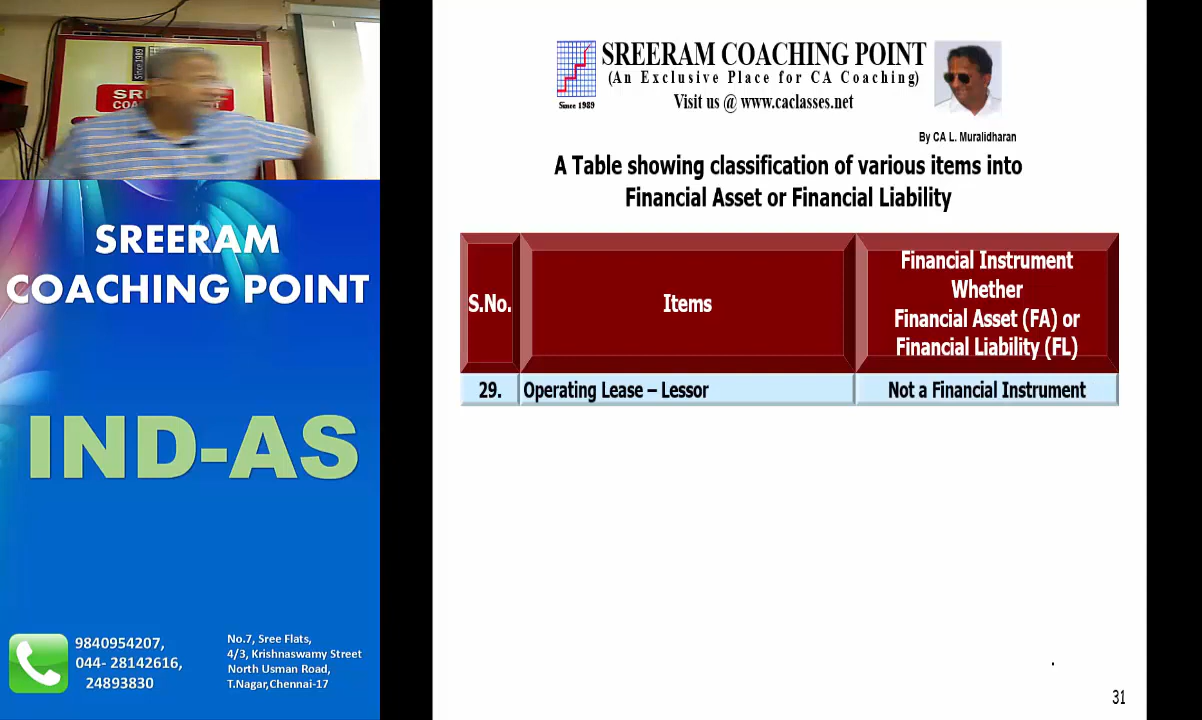 Since 1989
SREERAM
COACHING POINT
IND-AS
9840954207,
044- 28142616,
24893830
No.7, Sree Flats,
4/3, Krishnaswamy Street
North Usman Road,
T.Nagar,Chennai-17
SREERAM COACHING POINT
(An Exclusive Place for CA Coaching)
Since 1989
Visit us @ www.caclasses.net
By CA L. Muralidharan
A Table showing classification of various items into
Financial Asset or Financial Liability
S.No.
Items
Financial Instrument
Whether
Financial Asset (FA) or
Financial Liability (FL)
29. Operating Lease – Lessor Not a Financial Instrument
31